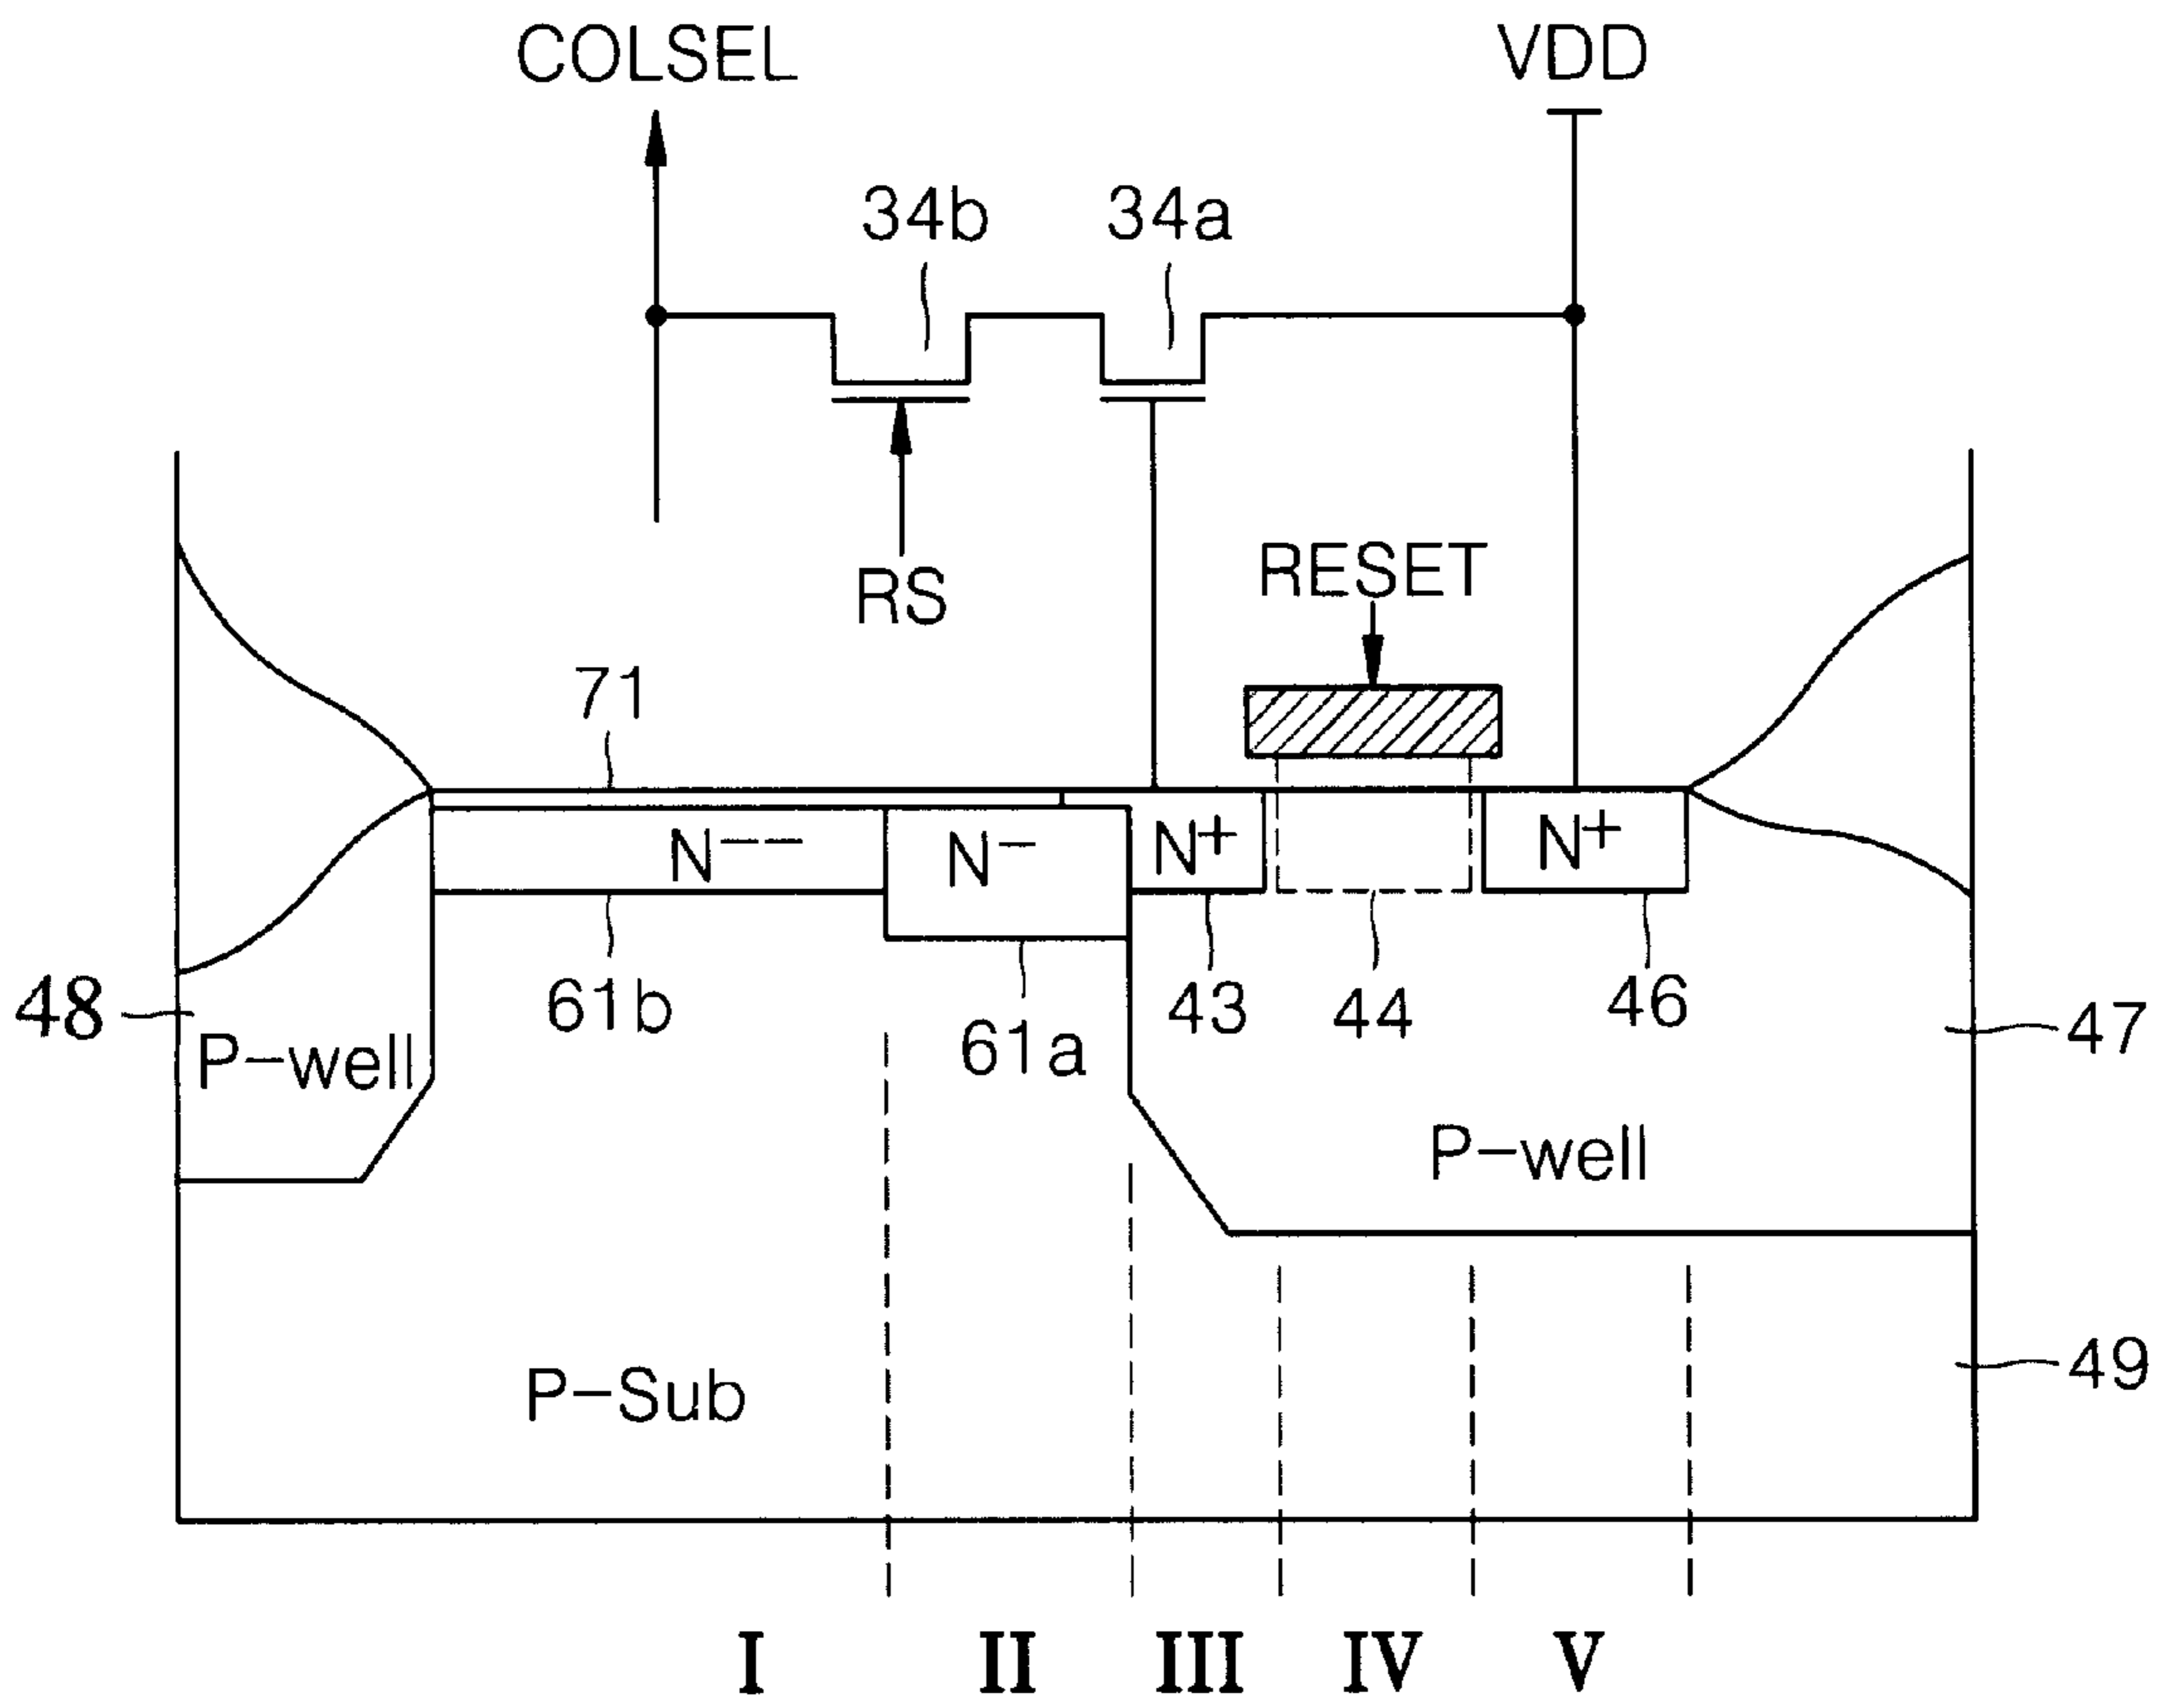 COLSEL VDD
34b 34a
RS RESET
71
N−− N− N+ N+
48 61b 61a 43 44 46 47
P−well
P−well
P−Sub 49
I II III IV V